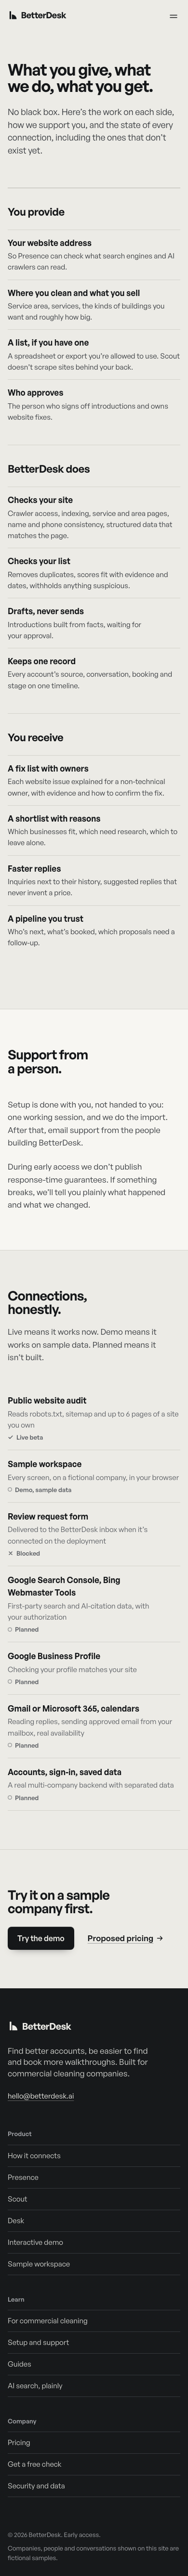 BetterDesk
What you give, what
we do, what you get.
No black box. Here's the work on each side,
how we support you, and the state of every
connection, including the ones that don't
exist yet.
You provide
Your website address
So Presence can check what search engines and AI
crawlers can read.
Where you clean and what you sell
Service area, services, the kinds of buildings you
want and roughly how big.
A list, if you have one
A spreadsheet or export you're allowed to use. Scout
doesn't scrape sites behind your back.
Who approves
The person who signs off introductions and owns
website fixes.
BetterDesk does
Checks your site
Crawler access, indexing, service and area pages,
name and phone consistency, structured data that
matches the page.
Checks your list
Removes duplicates, scores fit with evidence and
dates, withholds anything suspicious.
Drafts, never sends
Introductions built from facts, waiting for
your approval.
Keeps one record
Every account's source, conversation, booking and
stage on one timeline.
You receive
A fix list with owners
Each website issue explained for a non-technical
owner, with evidence and how to confirm the fix.
A shortlist with reasons
Which businesses fit, which need research, which to
leave alone.
Faster replies
Inquiries next to their history, suggested replies that
never invent a price.
A pipeline you trust
Who's next, what's booked, which proposals need a
follow-up.
Support from
a person.
Setup is done with you, not handed to you:
one working session, and we do the import.
After that, email support from the people
building BetterDesk.
During early access we don't publish
response-time guarantees. If something
breaks, we'll tell you plainly what happened
and what we changed.
Connections,
honestly.
Live means it works now. Demo means it
works on sample data. Planned means it
isn't built.
Public website audit
Reads robots.txt, sitemap and up to 6 pages of a site
you own
✓ Live beta
Sample workspace
Every screen, on a fictional company, in your browser
○ Demo, sample data
Review request form
Delivered to the BetterDesk inbox when it's
connected on the deployment
✕ Blocked
Google Search Console, Bing
Webmaster Tools
First-party search and AI-citation data, with
your authorization
○ Planned
Google Business Profile
Checking your profile matches your site
○ Planned
Gmail or Microsoft 365, calendars
Reading replies, sending approved email from your
mailbox, real availability
○ Planned
Accounts, sign-in, saved data
A real multi-company backend with separated data
○ Planned
Try it on a sample
company first.
Try the demo
Proposed pricing →
BetterDesk
Find better accounts, be easier to find
and book more walkthroughs. Built for
commercial cleaning companies.
hello@betterdesk.ai
Product
How it connects
Presence
Scout
Desk
Interactive demo
Sample workspace
Learn
For commercial cleaning
Setup and support
Guides
AI search, plainly
Company
Pricing
Get a free check
Security and data
© 2026 BetterDesk. Early access.
Companies, people and conversations shown on this site are
fictional samples.